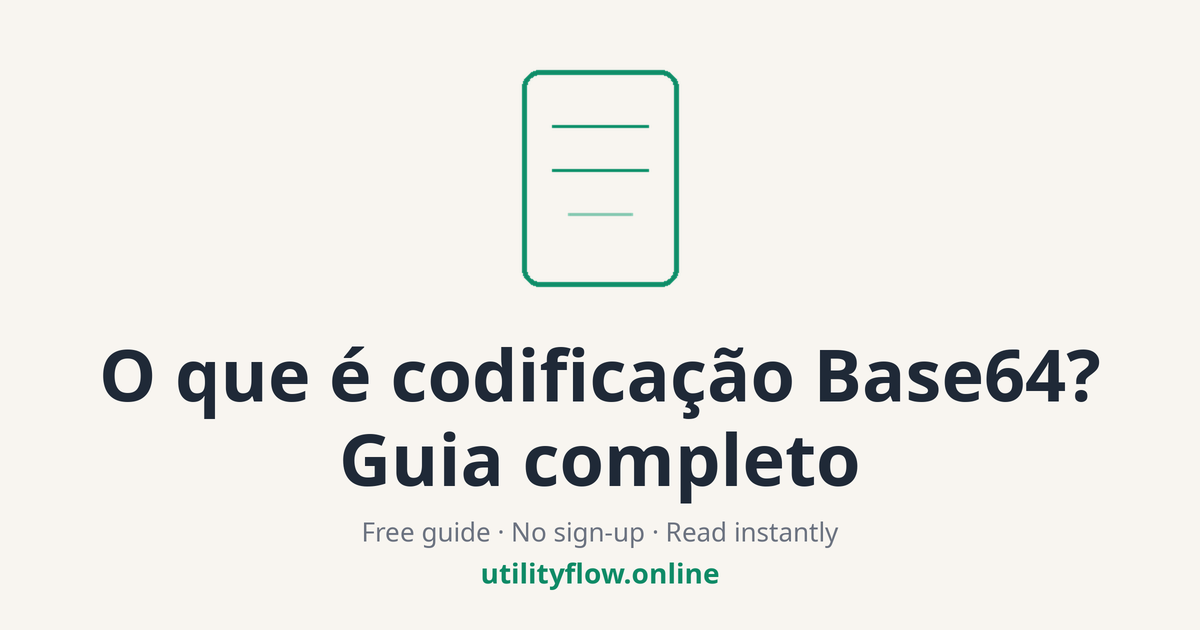 O que é codificação Base64?
Guia completo
Free guide · No sign-up · Read instantly
utilityflow.online